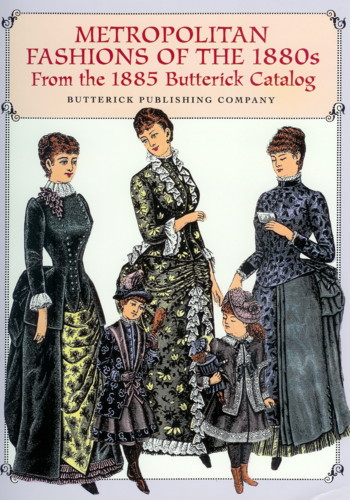 METROPOLITAN
FASHIONS OF THE 1880s
From the 1885 Butterick Catalog
BUTTERICK PUBLISHING COMPANY